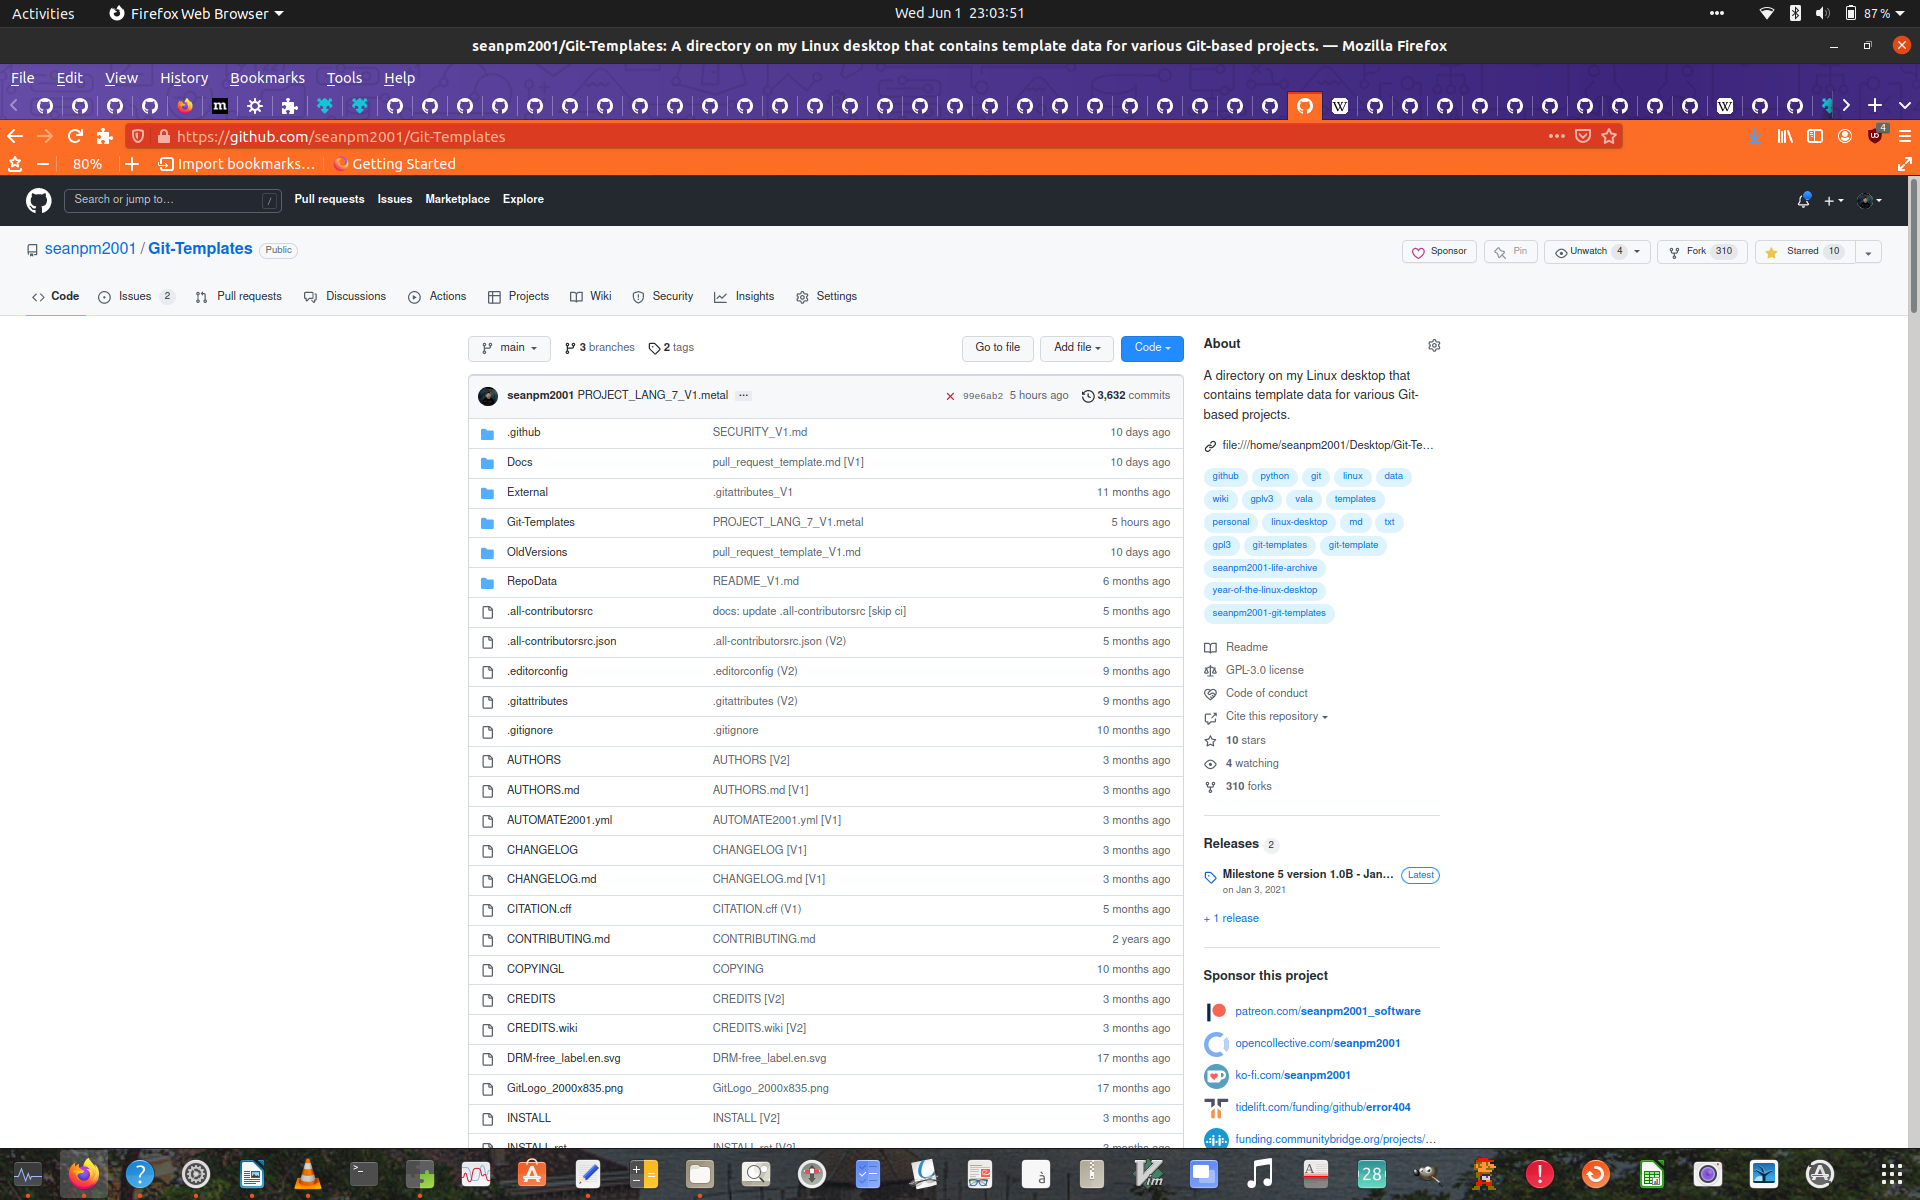 Activities
Firefox Web Browser
Wed Jun 1 23:03:51
87 %
seanpm2001/Git-Templates: A directory on my Linux desktop that contains template data for various Git-based projects. — Mozilla Firefox
File Edit View History Bookmarks Tools Help
https://github.com/seanpm2001/Git-Templates
4
80%
Import bookmarks…
Getting Started
Search or jump to…
/
Pull requests Issues Marketplace Explore
seanpm2001 / Git-Templates Public
Sponsor
Pin
Unwatch 4
Fork 310
Starred 10
Code
Issues 2
Pull requests
Discussions
Actions
Projects
Wiki
Security
Insights
Settings
main
3 branches
2 tags
Go to file
Add file
Code
seanpm2001 PROJECT_LANG_7_V1.metal ... 99e6ab2 5 hours ago 3,632 commits
.github SECURITY_V1.md 10 days ago
Docs pull_request_template.md [V1] 10 days ago
External .gitattributes_V1 11 months ago
Git-Templates PROJECT_LANG_7_V1.metal 5 hours ago
OldVersions pull_request_template_V1.md 10 days ago
RepoData README_V1.md 6 months ago
.all-contributorsrc docs: update .all-contributorsrc [skip ci] 5 months ago
.all-contributorsrc.json .all-contributorsrc.json (V2) 5 months ago
.editorconfig .editorconfig (V2) 9 months ago
.gitattributes .gitattributes (V2) 9 months ago
.gitignore .gitignore 10 months ago
AUTHORS AUTHORS [V2] 3 months ago
AUTHORS.md AUTHORS.md [V1] 3 months ago
AUTOMATE2001.yml AUTOMATE2001.yml [V1] 3 months ago
CHANGELOG CHANGELOG [V1] 3 months ago
CHANGELOG.md CHANGELOG.md [V1] 3 months ago
CITATION.cff CITATION.cff (V1) 5 months ago
CONTRIBUTING.md CONTRIBUTING.md 2 years ago
COPYINGL COPYING 10 months ago
CREDITS CREDITS [V2] 3 months ago
CREDITS.wiki CREDITS.wiki [V2] 3 months ago
DRM-free_label.en.svg DRM-free_label.en.svg 17 months ago
GitLogo_2000x835.png GitLogo_2000x835.png 17 months ago
INSTALL INSTALL [V2] 3 months ago
INSTALL.rst INSTALL.rst [V2] 3 months ago
About
A directory on my Linux desktop that
contains template data for various Git-
based projects.
file:///home/seanpm2001/Desktop/Git-Te…
github python git linux data
wiki gplv3 vala templates
personal linux-desktop md txt
gpl3 git-templates git-template
seanpm2001-life-archive
year-of-the-linux-desktop
seanpm2001-git-templates
Readme
GPL-3.0 license
Code of conduct
Cite this repository
10 stars
4 watching
310 forks
Releases 2
Milestone 5 version 1.0B - Jan… Latest
on Jan 3, 2021
+ 1 release
Sponsor this project
patreon.com/seanpm2001_software
opencollective.com/seanpm2001
ko-fi.com/seanpm2001
tidelift.com/funding/github/error404
funding.communitybridge.org/projects/…
28